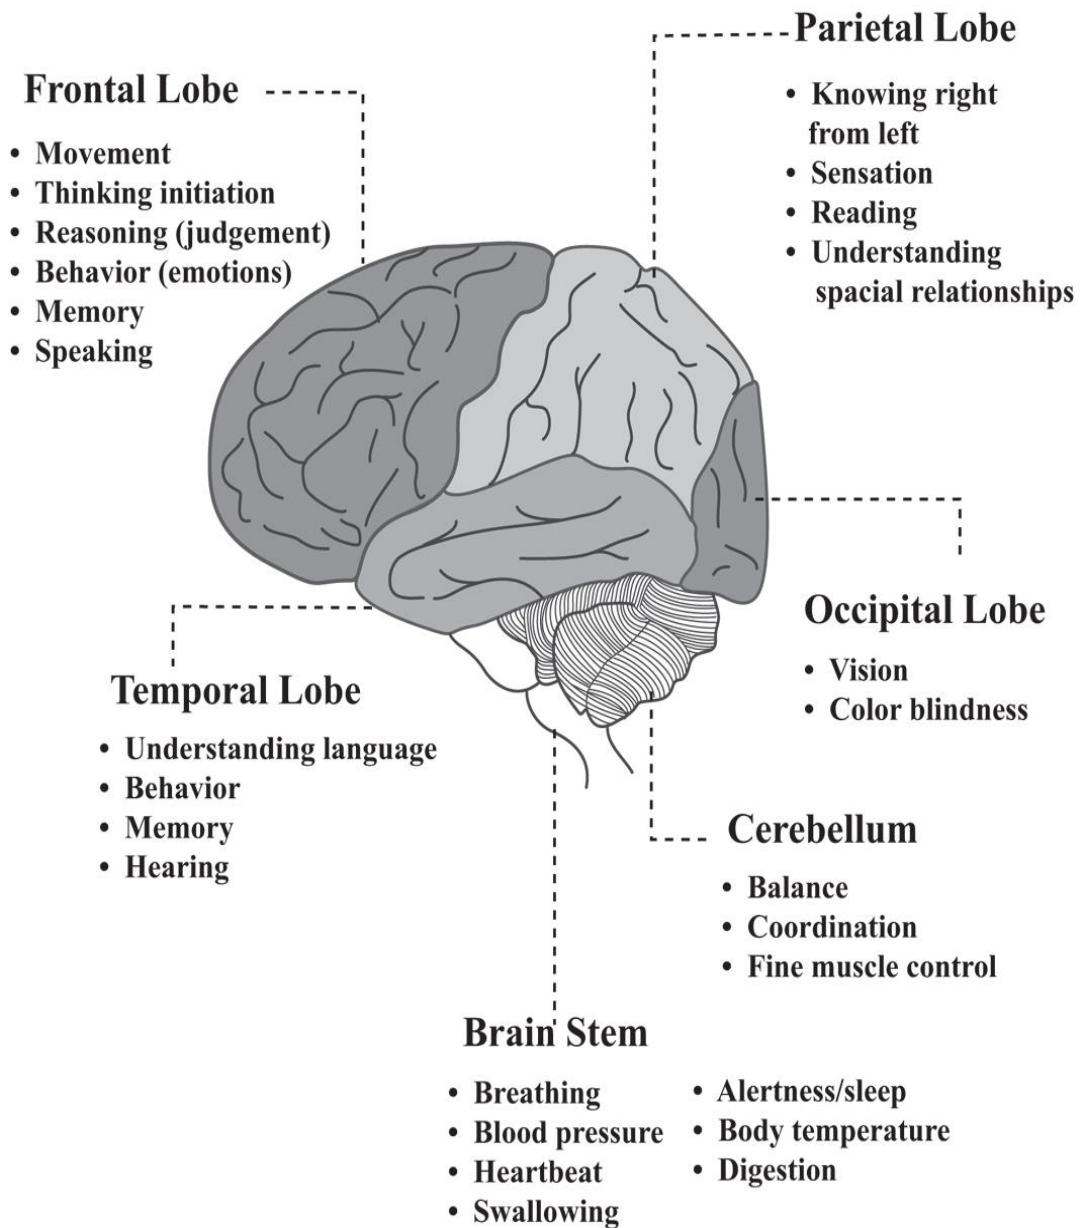 Parietal Lobe
• Knowing right
from left
• Sensation
• Reading
• Understanding
spacial relationships
Frontal Lobe
• Movement
• Thinking initiation
• Reasoning (judgement)
• Behavior (emotions)
• Memory
• Speaking
Occipital Lobe
• Vision
• Color blindness
Temporal Lobe
• Understanding language
• Behavior
• Memory
• Hearing
Cerebellum
• Balance
• Coordination
• Fine muscle control
Brain Stem
• Breathing
• Blood pressure
• Heartbeat
• Swallowing
• Alertness/sleep
• Body temperature
• Digestion